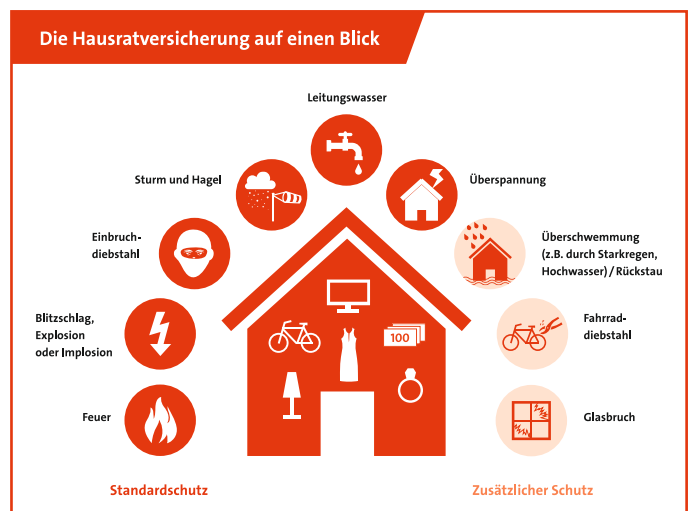 Die Hausratversicherung auf einen Blick
Leitungswasser
Sturm und Hagel
Überspannung
Einbruch-
diebstahl
Überschwemmung
(z.B. durch Starkregen,
Hochwasser) / Rückstau
Blitzschlag,
Explosion
oder Implosion
100
Fahrrad-
diebstahl
Feuer
Glasbruch
Standardschutz
Zusätzlicher Schutz